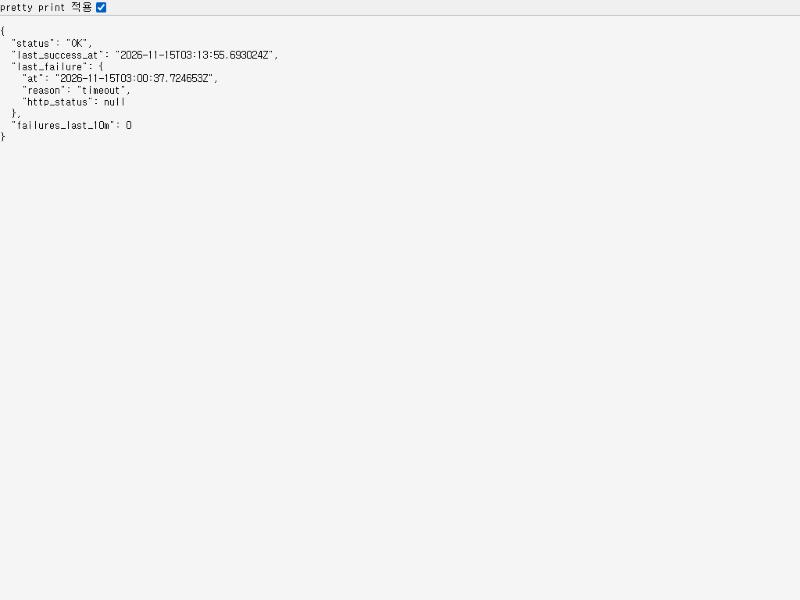 pretty print 적용
{
  "status": "OK",
  "last_success_at": "2026-11-15T03:13:55.693024Z",
  "last_failure": {
    "at": "2026-11-15T03:00:37.724653Z",
    "reason": "timeout",
    "http_status": null
  },
  "failures_last_10m": 0
}